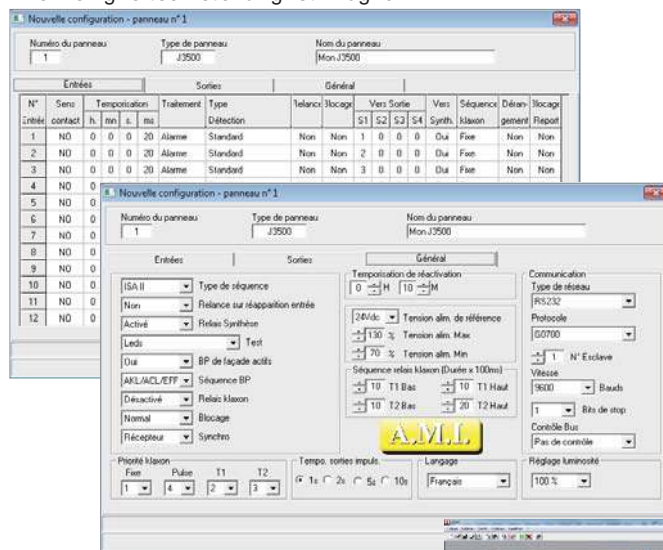 Nouvelle configuration - panneau n°1
Numéro du panneau Type de panneau Nom du panneau
1 J3500 Mon J3500
Entrées Sorties Général
N° Sens Temporisation Traitement Type Relance Blocage Vers Sortie Vers Séquence Déran- Blocage
Entrée contact h. mn s. ms Détection S1 S2 S3 S4 Synth. klaxon gement Report
1 NO 0 0 0 20 Alarme Standard Non Non 1 0 0 0 Oui Fixe Non Non
2 NO 0 0 0 20 Alarme Standard Non Non 2 0 0 0 Oui Fixe Non Non
3 NO 0 0 0 20 Alarme Standard Non Non 3 0 0 0 Oui Fixe Non Non
4 NO 0
5 NO 0
6 NO 0
7 NO 0
8 NO 0
9 NO 0
10 NO 0
11 NO 0
12 NO 0
Nouvelle configuration - panneau n°1
Numéro du panneau Type de panneau Nom du panneau
1 J3500 Mon J3500
Entrées Sorties Général
ISA II Type de séquence
Non Relance sur réapparition entrée
Activé Relais Synthèse
Leds Test
Oui BP de façade actifs
AKL/ACL/EFF Séquence BP
Désactivé Relais klaxon
Normal Blocage
Récepteur Synchro
Temporisation de réactivation
0 H 10 M
24Vdc Tension alim. de référence
130 % Tension alim. Max
70 % Tension alim. Min
Séquence relais klaxon (Durée x 100ms)
10 T1 Bas 10 T1 Haut
10 T2 Bas 20 T2 Haut
A.M.I.
Communication
Type de réseau
RS232
Protocole
G0700
1 N° Esclave
Vitesse
9600 Bauds
1 Bits de stop
Contrôle Bus
Pas de contrôle
Priorité klaxon
Fixe Pulse T1 T2
1 4 2 3
Tempo. sorties impuls.
1s 2s 5s 10s
Langage
Français
Réglage luminosité
100 %